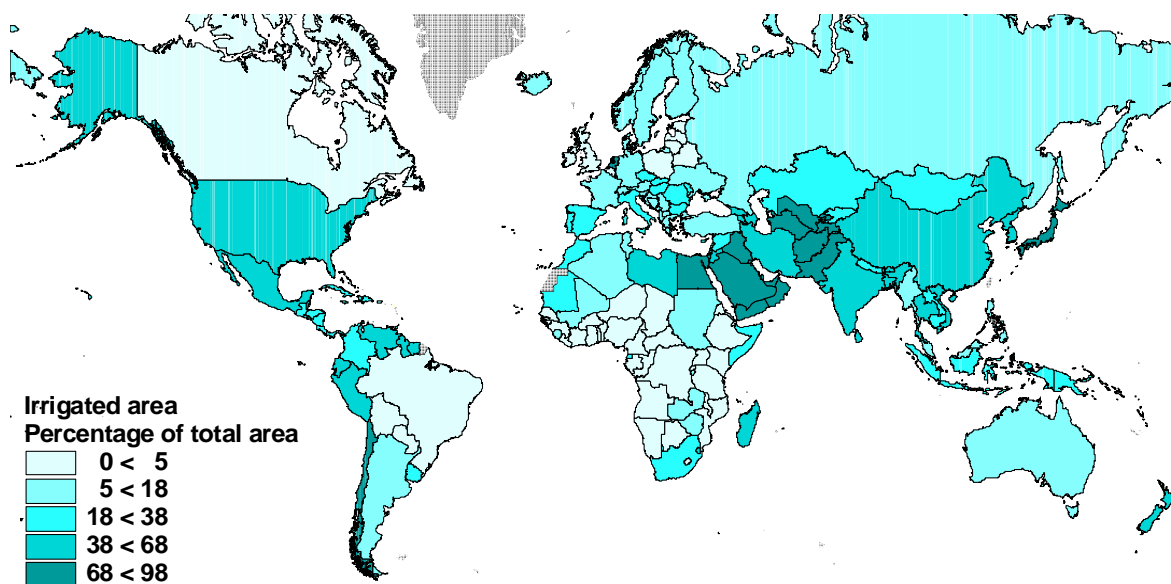 Irrigated area
Percentage of total area
0 < 5
5 < 18
18 < 38
38 < 68
68 < 98